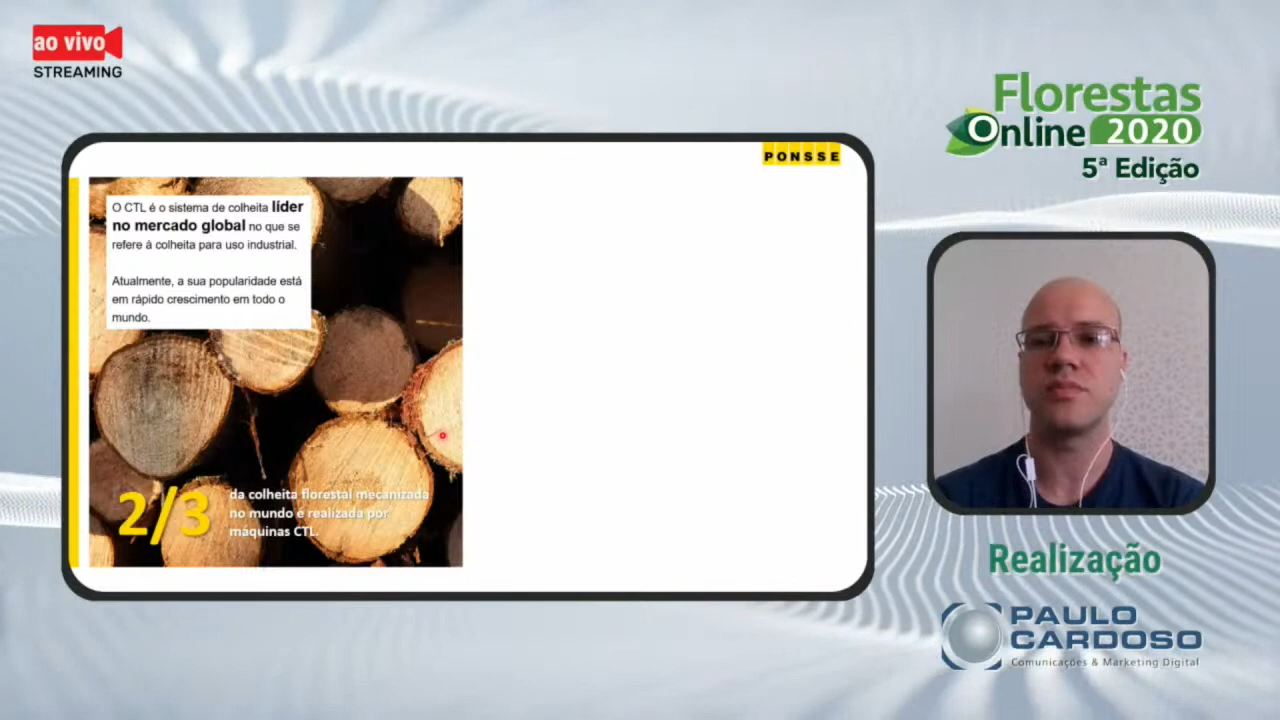 ao vivo
STREAMING
Florestas
Online 2020
5ª Edição
PONSSE
O CTL é o sistema de colheita líder
no mercado global no que se
refere à colheita para uso industrial.
Atualmente, a sua popularidade está
em rápido crescimento em todo o
mundo.
2/3
da colheita florestal mecanizada
no mundo é realizada por
máquinas CTL.
Realização
PAULO
CARDOSO
Comunicações & Marketing Digital